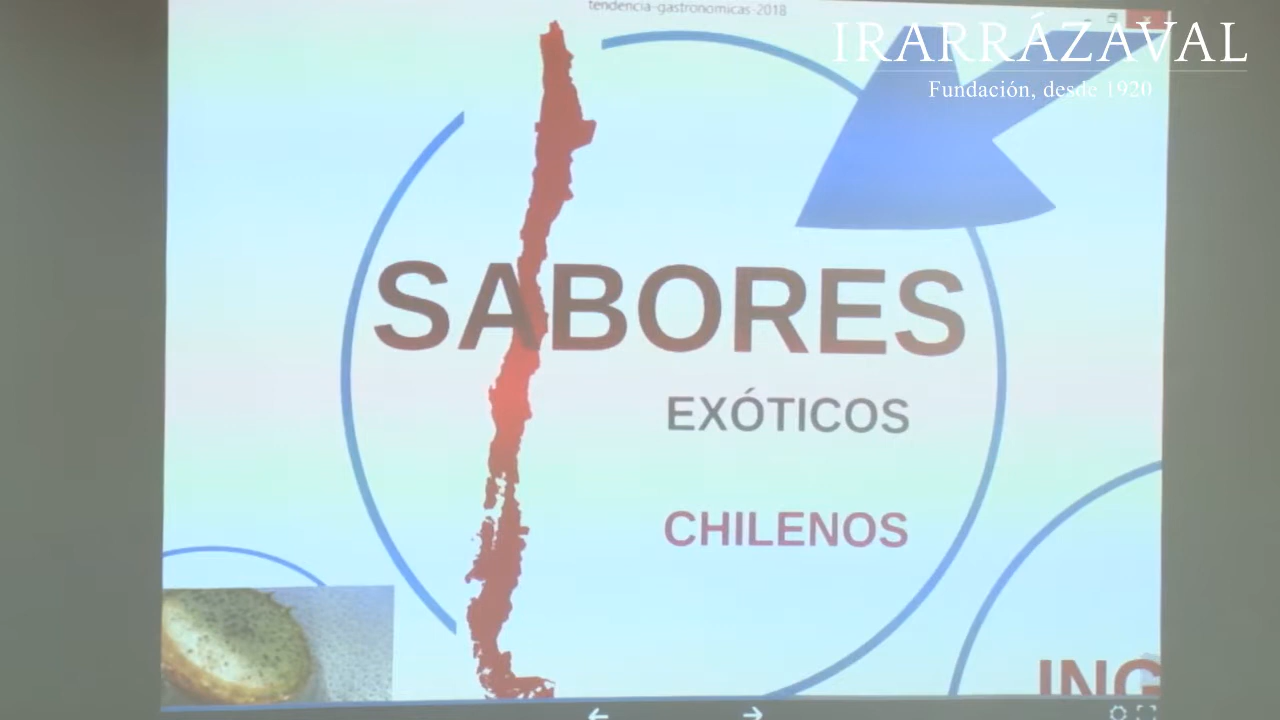 tendencia-gastronomicas-2018
IRARRÁZAVAL
Fundación, desde 1920
SABORES
EXÓTICOS
CHILENOS
ING